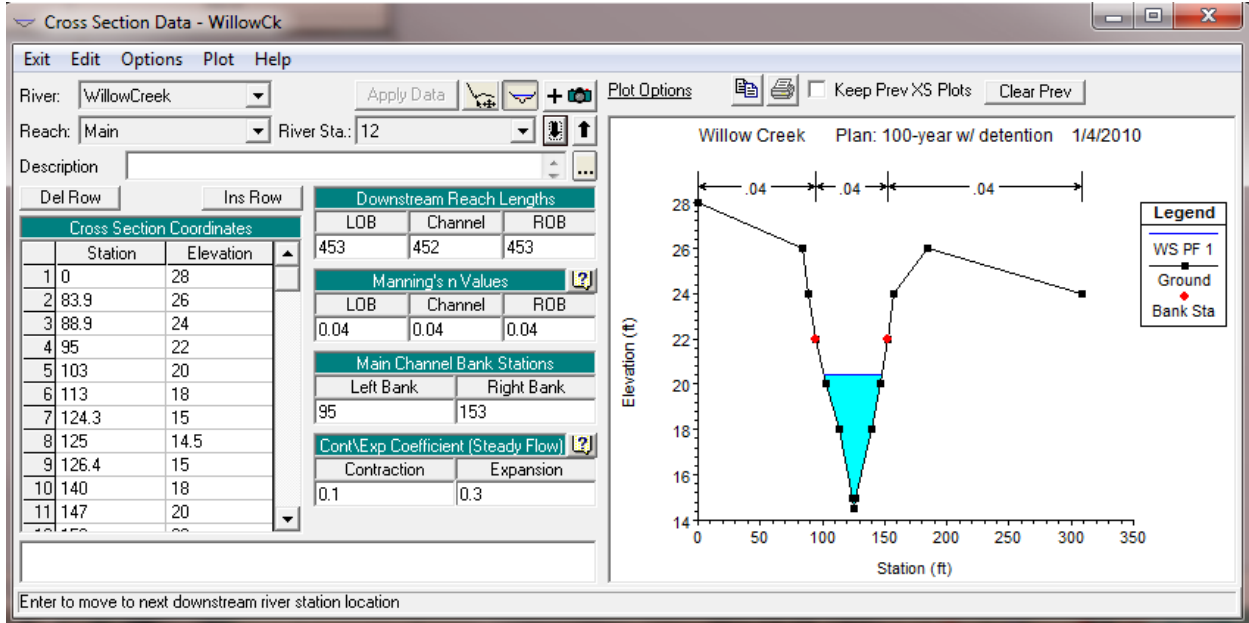 Cross Section Data - WillowCk
Exit Edit Options Plot Help
River: WillowCreek Apply Data
Reach: Main River Sta.: 12
Description ...
Del Row Ins Row
Cross Section Coordinates
Station Elevation
1 0 28
2 83.9 26
3 88.9 24
4 95 22
5 103 20
6 113 18
7 124.3 15
8 125 14.5
9 126.4 15
10 140 18
11 147 20
Downstream Reach Lengths
LOB Channel ROB
453 452 453
Manning's n Values
LOB Channel ROB
0.04 0.04 0.04
Main Channel Bank Stations
Left Bank Right Bank
95 153
Cont\Exp Coefficient (Steady Flow)
Contraction Expansion
0.1 0.3
Plot Options Keep Prev XS Plots Clear Prev
Willow Creek Plan: 100-year w/ detention 1/4/2010
.04 .04 .04
28
26
24
22
20
18
16
14
Elevation (ft)
0 50 100 150 200 250 300 350
Station (ft)
Legend
WS PF 1
Ground
Bank Sta
Enter to move to next downstream river station location